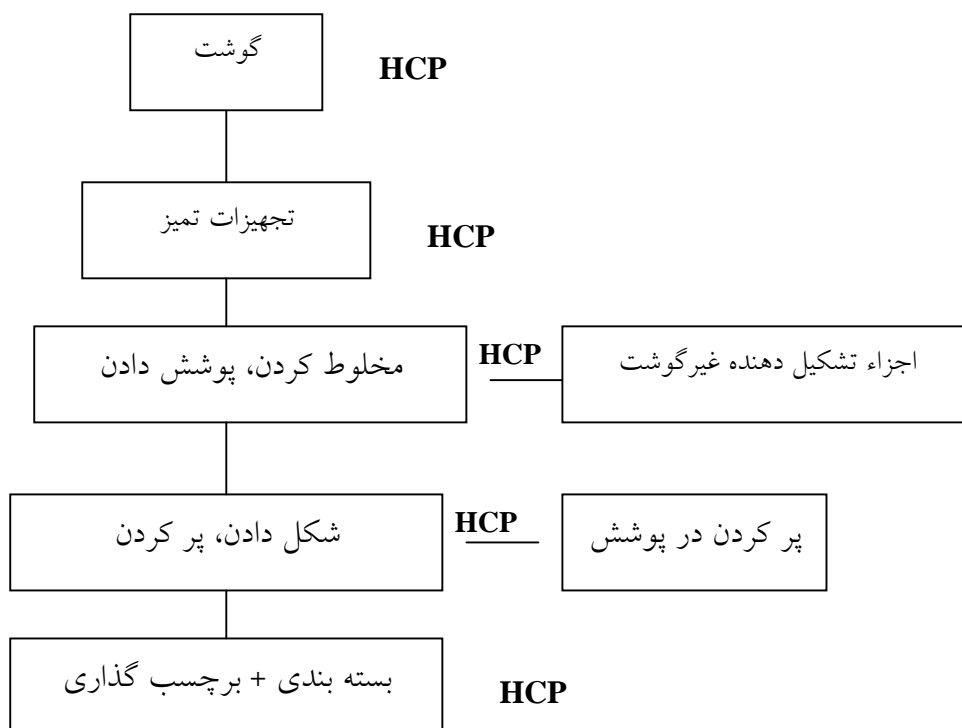 گوشت
HCP
تجهیزات تمیز
HCP
مخلوط کردن، پوشش دادن
HCP
اجزاء تشکیل دهنده غیرگوشت
شکل دادن، پر کردن
HCP
پر کردن در پوشش
بسته بندی + برچسب گذاری
HCP